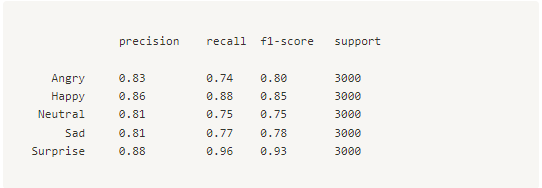 precision recall f1-score support
Angry 0.83 0.74 0.80 3000
Happy 0.86 0.88 0.85 3000
Neutral 0.81 0.75 0.75 3000
Sad 0.81 0.77 0.78 3000
Surprise 0.88 0.96 0.93 3000